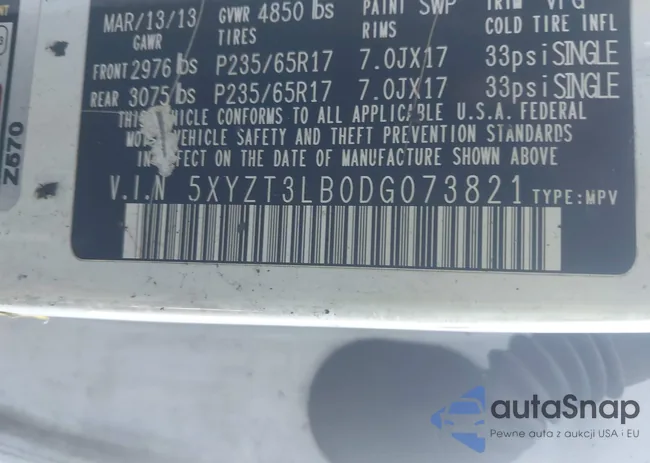 MAR/13/13 GVWR 4850 lbs PAINT SWP TRIM
GAWR TIRES RIMS COLD TIRE INFL
FRONT 2976 lbs P235/65R17 7.0JX17 33psi SINGLE
REAR 3075 lbs P235/65R17 7.0JX17 33psi SINGLE
THIS VEHICLE CONFORMS TO ALL APPLICABLE U.S.A. FEDERAL
MOTOR VEHICLE SAFETY AND THEFT PREVENTION STANDARDS
IN EFFECT ON THE DATE OF MANUFACTURE SHOWN ABOVE
V.I.N 5XYZT3LB0DG073821 TYPE:MPV
Z570
autaSnap
Pewne auta z aukcji USA i EU